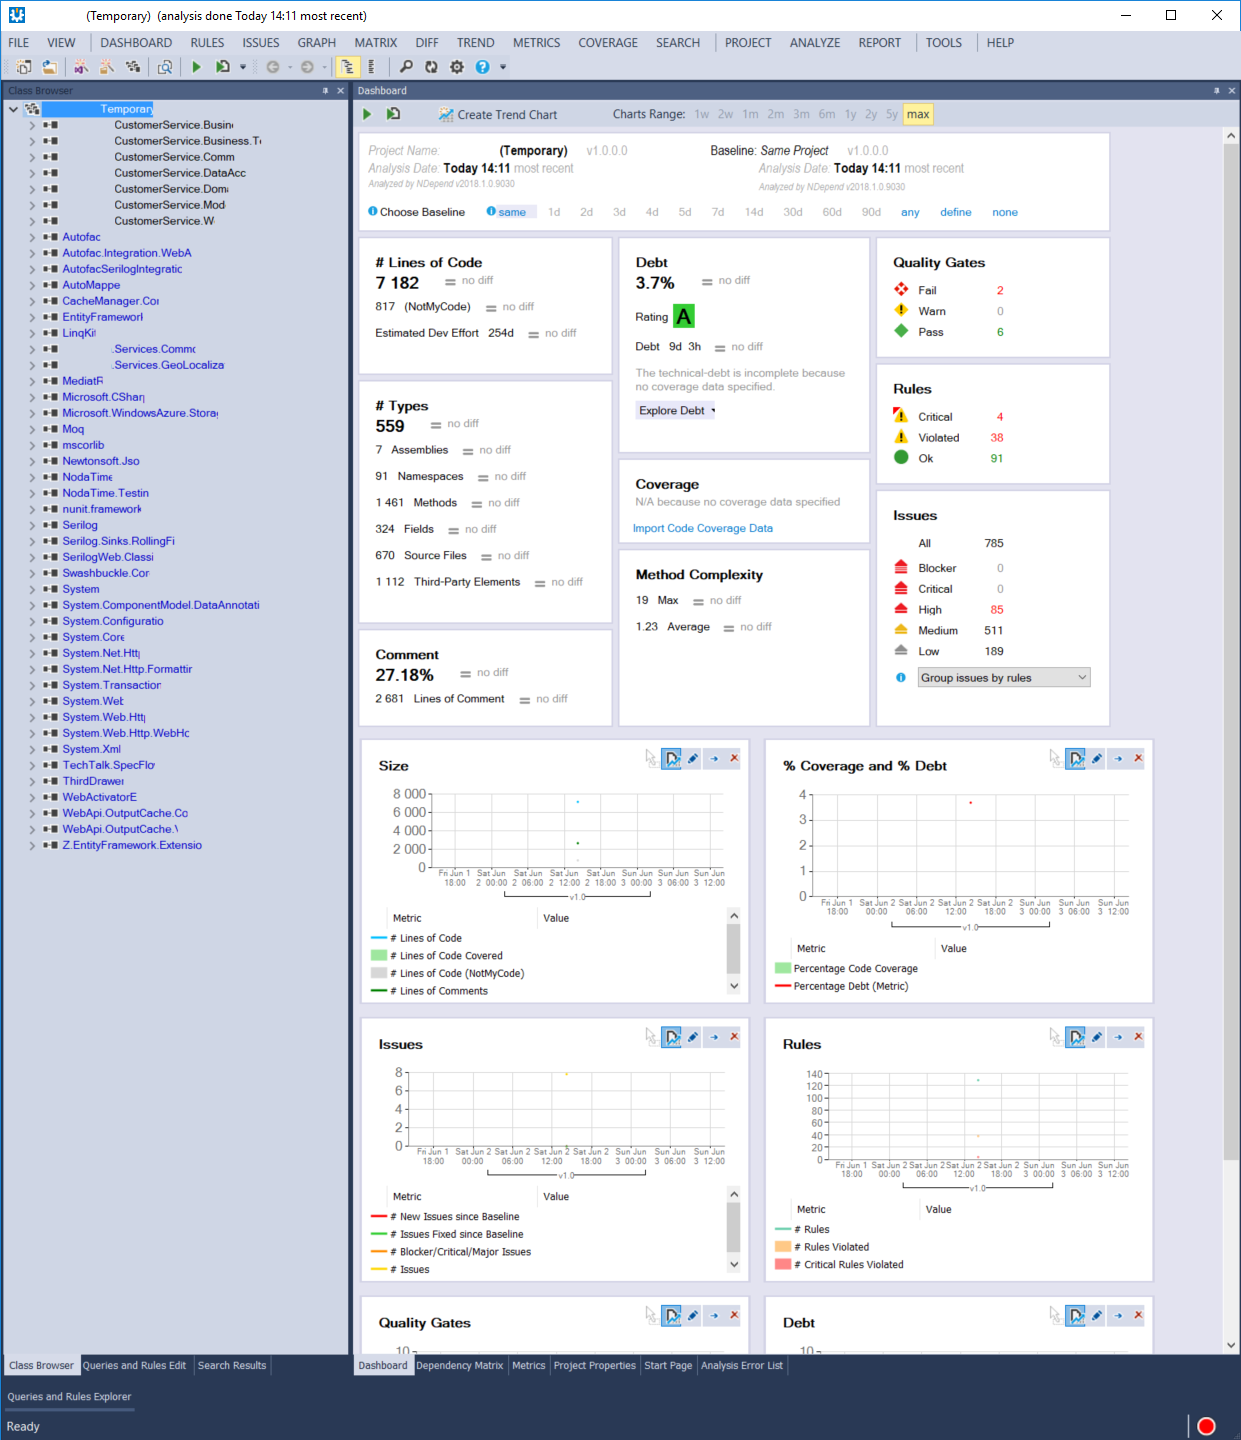 (Temporary)  (analysis done Today 14:11 most recent)
FILE VIEW DASHBOARD RULES ISSUES GRAPH MATRIX DIFF TREND METRICS COVERAGE SEARCH PROJECT ANALYZE REPORT TOOLS HELP
Class Browser
Temporary
CustomerService.Busin
CustomerService.Business.T
CustomerService.Comm
CustomerService.DataAcc
CustomerService.Dom
CustomerService.Mod
CustomerService.W
Autofac
Autofac.Integration.WebA
AutofacSerilogIntegratic
AutoMappe
CacheManager.Cor
EntityFramework
LinqKit
.Services.Commo
.Services.GeoLocaliza
MediatR
Microsoft.CSharp
Microsoft.WindowsAzure.Storag
Moq
mscorlib
Newtonsoft.Jso
NodaTime
NodaTime.Testin
nunit.framework
Serilog
Serilog.Sinks.RollingFi
SerilogWeb.Classi
Swashbuckle.Cor
System
System.ComponentModel.DataAnnotati
System.Configuratio
System.Core
System.Net.Http
System.Net.Http.Formattin
System.Transaction
System.Web
System.Web.Http
System.Web.Http.WebHo
System.Xml
TechTalk.SpecFlo
ThirdDrawer
WebActivatorE
WebApi.OutputCache.Co
WebApi.OutputCache.V
Z.EntityFramework.Extensio
Dashboard
Create Trend Chart Charts Range: 1w 2w 1m 2m 3m 6m 1y 2y 5y max
Project Name: (Temporary) v1.0.0.0 Baseline: Same Project v1.0.0.0
Analysis Date: Today 14:11 most recent Analysis Date: Today 14:11 most recent
Analyzed by NDepend v2018.1.0.9030 Analyzed by NDepend v2018.1.0.9030
Choose Baseline same 1d 2d 3d 4d 5d 7d 14d 30d 60d 90d any define none
# Lines of Code
7 182 no diff
817 (NotMyCode) no diff
Estimated Dev Effort 254d no diff
# Types
559 no diff
7 Assemblies no diff
91 Namespaces no diff
1 461 Methods no diff
324 Fields no diff
670 Source Files no diff
1 112 Third-Party Elements no diff
Comment
27.18% no diff
2 681 Lines of Comment no diff
Debt
3.7% no diff
Rating A
Debt 9d 3h no diff
The technical-debt is incomplete because
no coverage data specified.
Explore Debt
Coverage
N/A because no coverage data specified
Import Code Coverage Data
Method Complexity
19 Max no diff
1.23 Average no diff
Quality Gates
Fail 2
Warn 0
Pass 6
Rules
Critical 4
Violated 38
Ok 91
Issues
All 785
Blocker 0
Critical 0
High 85
Medium 511
Low 189
Group issues by rules
Size
8 000
6 000
4 000
2 000
0
Fri Jun 1 Sat Jun Sat Jun Sat Jun Sat Jun 2 Sun Jun Sun Jun Sun Jun
18:00 2 00:00 2 06:00 2 12:00 18:00 3 00:00 3 06:00 3 12:00
v1.0
Metric Value
# Lines of Code
# Lines of Code Covered
# Lines of Code (NotMyCode)
# Lines of Comments
% Coverage and % Debt
4
3
2
1
0
Fri Jun 1 Sat Jun 2 Sat Jun 2 Sat Jun 2 Sat Jun 2 Sun Jun Sun Jun Sun Jun
18:00 00:00 06:00 12:00 18:00 3 00:00 3 06:00 3 12:00
v1.0
Metric Value
Percentage Code Coverage
Percentage Debt (Metric)
Issues
8
6
4
2
0
Fri Jun 1 Sat Jun 2 Sat Jun 2 Sat Jun 2 Sat Jun 2 Sun Jun Sun Jun Sun Jun
18:00 00:00 06:00 12:00 18:00 3 00:00 3 06:00 3 12:00
v1.0
Metric Value
# New Issues since Baseline
# Issues Fixed since Baseline
# Blocker/Critical/Major Issues
# Issues
Rules
140
120
100
80
60
40
20
0
Fri Jun 1 Sat Jun 2 Sat Jun 2 Sat Jun 2 Sat Jun 2 Sun Jun Sun Jun Sun Jun
18:00 00:00 06:00 12:00 18:00 3 00:00 3 06:00 3 12:00
v1.0
Metric Value
# Rules
# Rules Violated
# Critical Rules Violated
Quality Gates
10
Debt
10
Class Browser Queries and Rules Edit Search Results
Dashboard Dependency Matrix Metrics Project Properties Start Page Analysis Error List
Queries and Rules Explorer
Ready